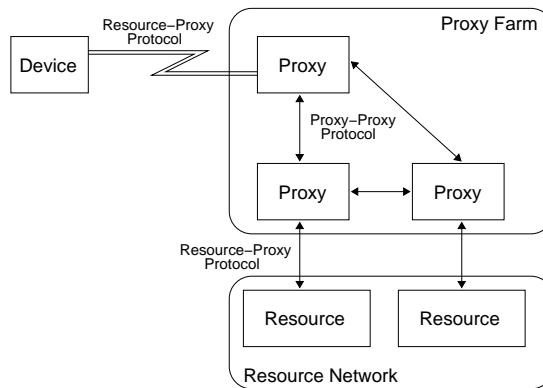 Resource−Proxy
Protocol
Proxy Farm
Device
Proxy
Proxy−Proxy
Protocol
Proxy
Proxy
Resource−Proxy
Protocol
Resource
Resource
Resource Network